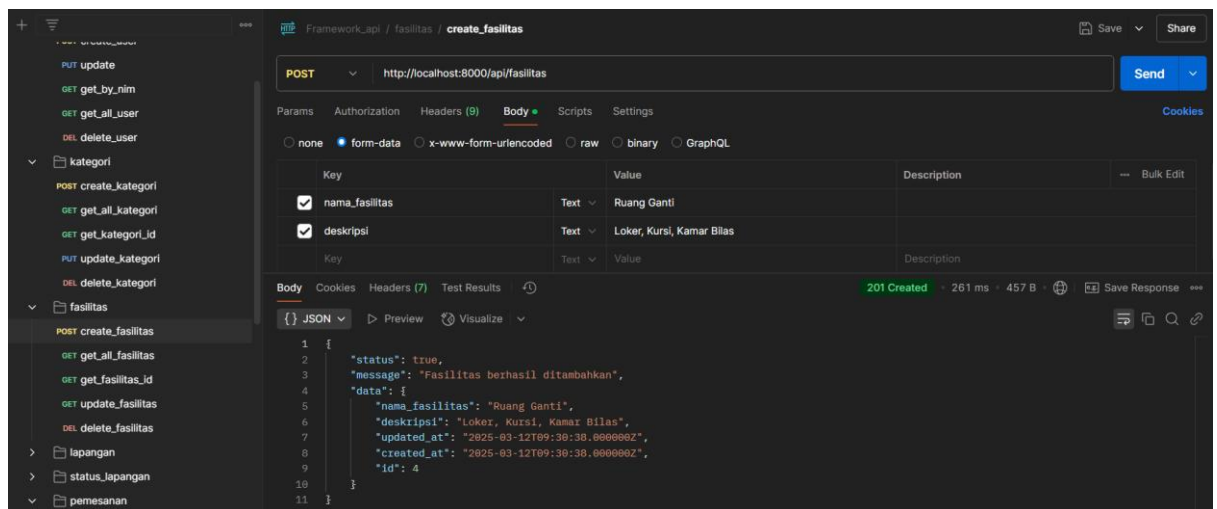 Framework_api / fasilitas / create_fasilitas
Save
Share
POST create_user
PUT update
GET get_by_nim
GET get_all_user
DEL delete_user
kategori
POST create_kategori
GET get_all_kategori
GET get_kategori_id
PUT update_kategori
DEL delete_kategori
fasilitas
POST create_fasilitas
GET get_all_fasilitas
GET get_fasilitas_id
GET update_fasilitas
DEL delete_fasilitas
lapangan
status_lapangan
pemesanan
POST http://localhost:8000/api/fasilitas Send
Params Authorization Headers (9) Body Scripts Settings Cookies
none form-data x-www-form-urlencoded raw binary GraphQL
Key Value Description Bulk Edit
nama_fasilitas Text Ruang Ganti
deskripsi Text Loker, Kursi, Kamar Bilas
Key Text Value Description
Body Cookies Headers (7) Test Results 201 Created 261 ms 457 B Save Response
{} JSON Preview Visualize
1 {
2 "status": true,
3 "message": "Fasilitas berhasil ditambahkan",
4 "data": {
5 "nama_fasilitas": "Ruang Ganti",
6 "deskripsi": "Loker, Kursi, Kamar Bilas",
7 "updated_at": "2025-03-12T09:30:38.000000Z",
8 "created_at": "2025-03-12T09:30:38.000000Z",
9 "id": 4
10 }
11 }